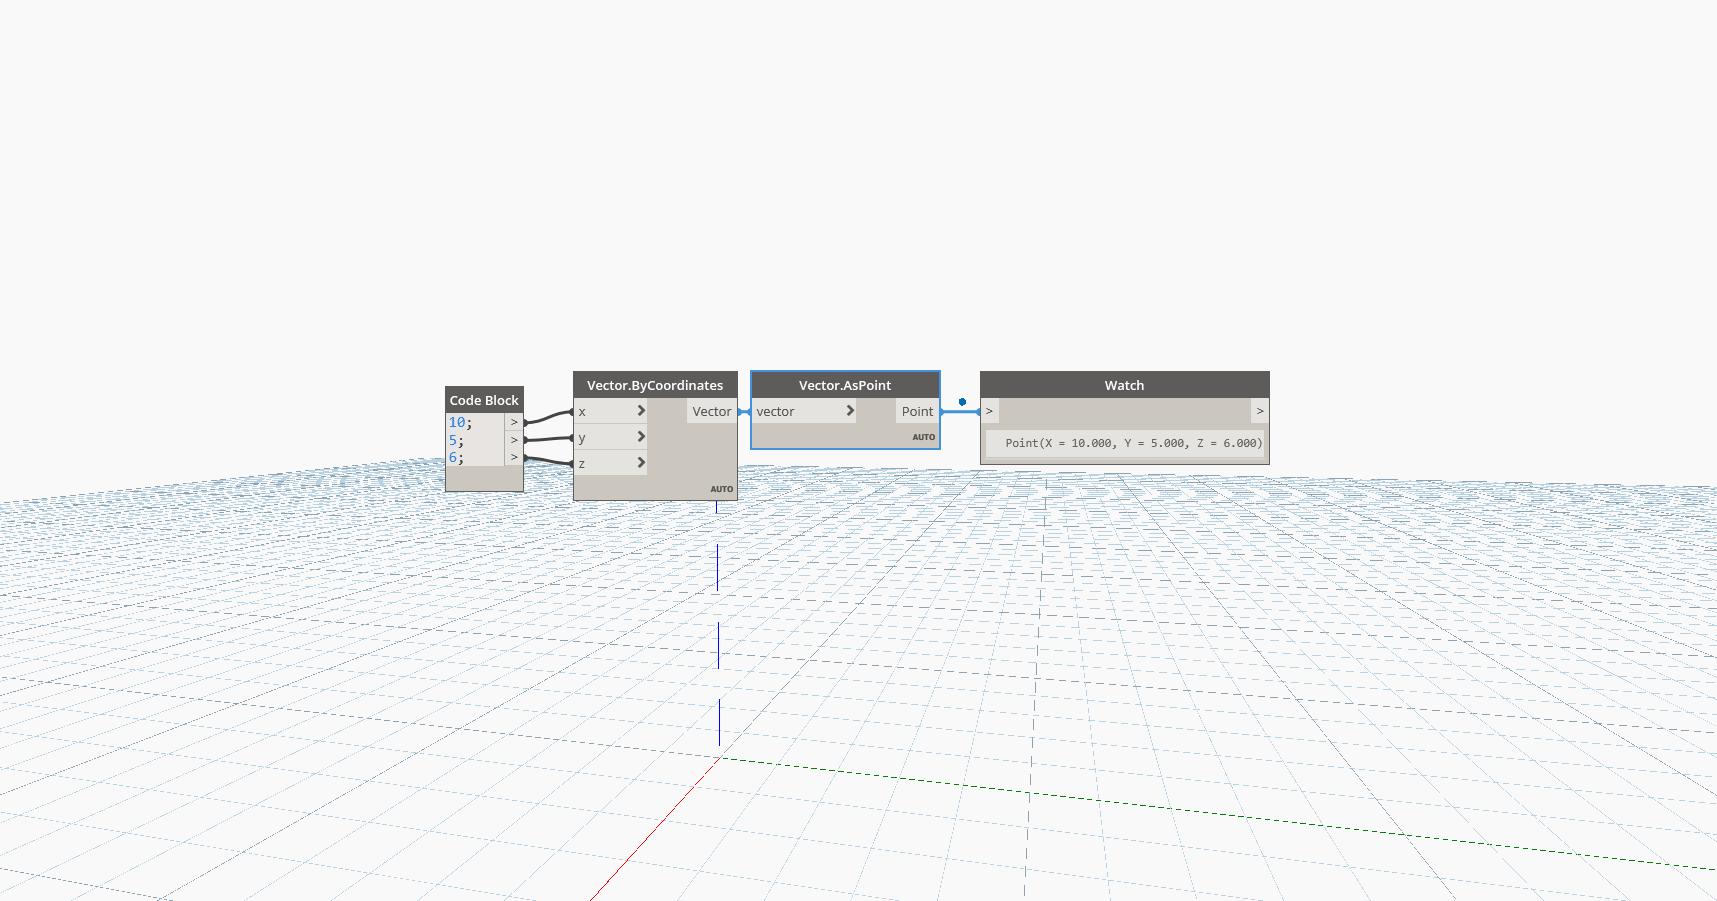 Code Block
10; >
5; >
6; >
Vector.ByCoordinates
x > Vector
y >
z >
AUTO
Vector.AsPoint
vector > Point
AUTO
Watch
> >
Point(X = 10.000, Y = 5.000, Z = 6.000)